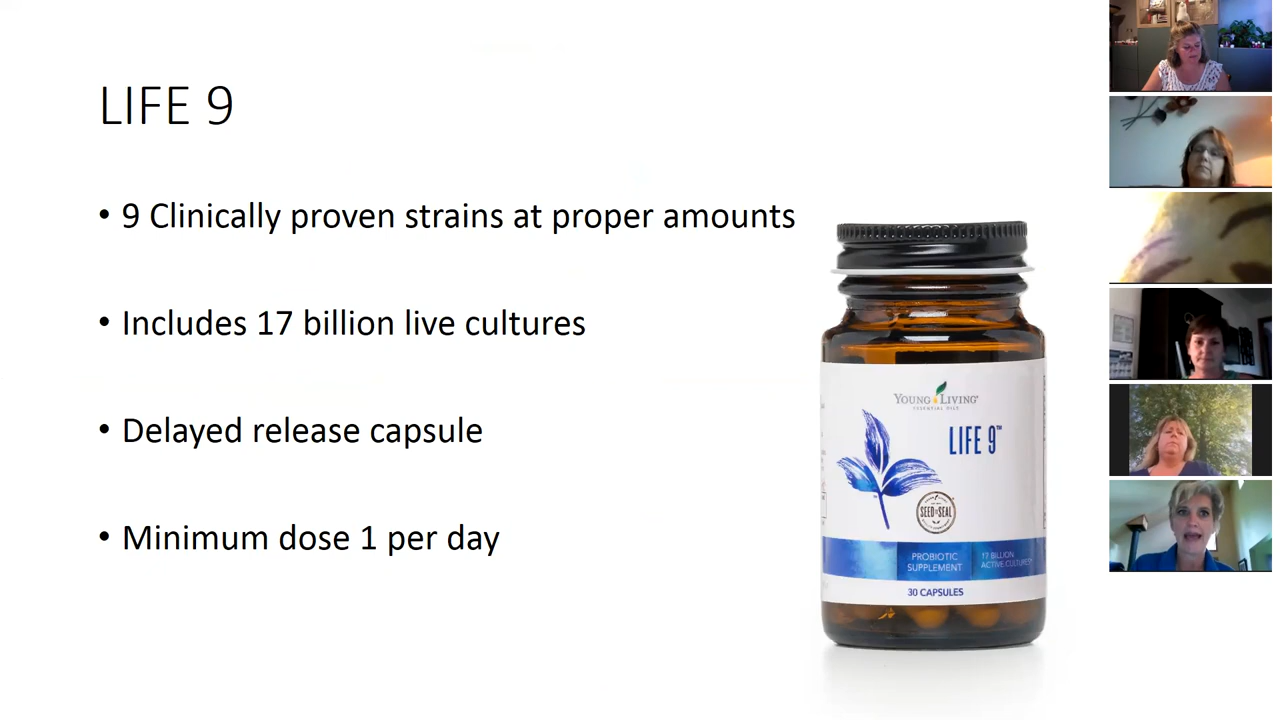 LIFE 9
• 9 Clinically proven strains at proper amounts
• Includes 17 billion live cultures
• Delayed release capsule
• Minimum dose 1 per day
YOUNG LIVING
ESSENTIAL OILS
LIFE 9™
SEED TO SEAL
PROBIOTIC
SUPPLEMENT
17 BILLION
ACTIVE CULTURES*
30 CAPSULES